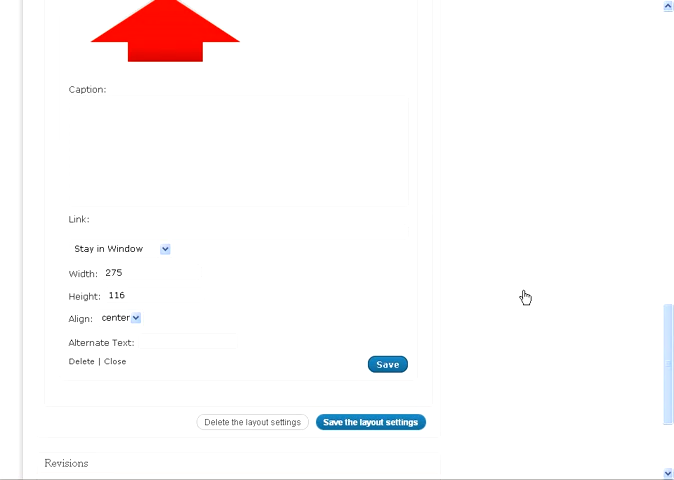 Caption:
Link:
Stay in Window
Width: 275
Height: 116
Align: center
Alternate Text:
Delete | Close
Save
Delete the layout settings
Save the layout settings
Revisions